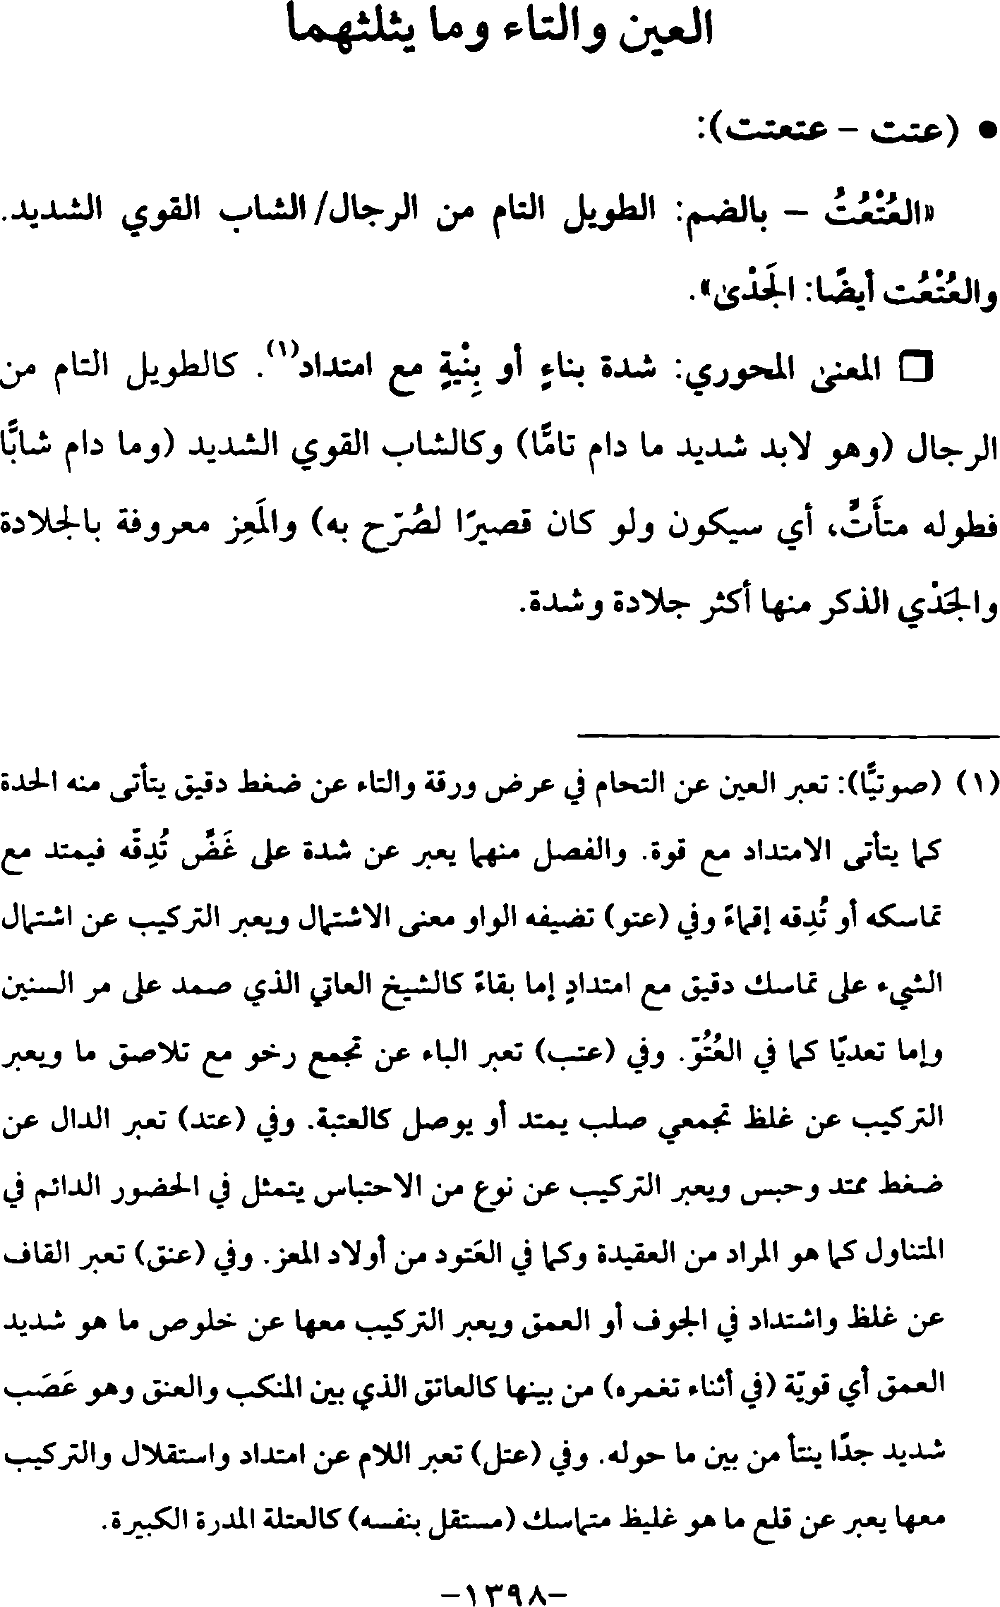 العين والتاء وما يثلثهما
• (عتت - عتعتت):
«العُتْعُتُ - بالضم: الطويل التام من الرجال/ الشاب القوي الشديد.
والعُتْعُت أيضًا: الجَدْىٰ».
❒ المعنىٰ المحوري: شدة بناءٍ أو بِنْيةٍ مع امتداد(١). كالطويل التام من
الرجال (وهو لابد شديد ما دام تامًّا) وكالشاب القوي الشديد (وما دام شابًّا
فطوله متأَتٍّ، أي سيكون ولو كان قصيرًا لصُرّح به) والمَعِز معروفة بالجلادة
والجَدْي الذكر منها أكثر جلادة وشدة.
(١) (صوتيًّا): تعبر العين عن التحام في عرض ورقة والتاء عن ضغط دقيق يتأتى منه الحدة
كما يتأتى الامتداد مع قوة. والفصل منهما يعبر عن شدة على غَضٍّ تُدِقّه فيمتد مع
تماسكه أو تُدِقه إقماءً وفي (عتو) تضيفه الواو معنى الاشتمال ويعبر التركيب عن اشتمال
الشيء على تماسك دقيق مع امتدادٍ إما بقاءً كالشيخ العاتي الذي صمد على مر السنين
وإما تعديًا كما في العُتُوّ. وفي (عتب) تعبر الباء عن تجمع رخو مع تلاصق ما ويعبر
التركيب عن غلظ تجمعي صلب يمتد أو يوصل كالعتبة. وفي (عتد) تعبر الدال عن
ضغط ممتد وحبس ويعبر التركيب عن نوع من الاحتباس يتمثل في الحضور الدائم في
المتناول كما هو المراد من العقيدة وكما في العَتود من أولاد المعز. وفي (عنق) تعبر القاف
عن غلظ واشتداد في الجوف أو العمق ويعبر التركيب معها عن خلوص ما هو شديد
العمق أي قويّة (في أثناء تغمره) من بينها كالعاتق الذي بين المنكب والعنق وهو عَصَب
شديد جدًا ينتأ من بين ما حوله. وفي (عتل) تعبر اللام عن امتداد واستقلال والتركيب
معها يعبر عن قلع ما هو غليظ متماسك (مستقل بنفسه) كالعتلة المدرة الكبيرة.
-١٣٩٨-